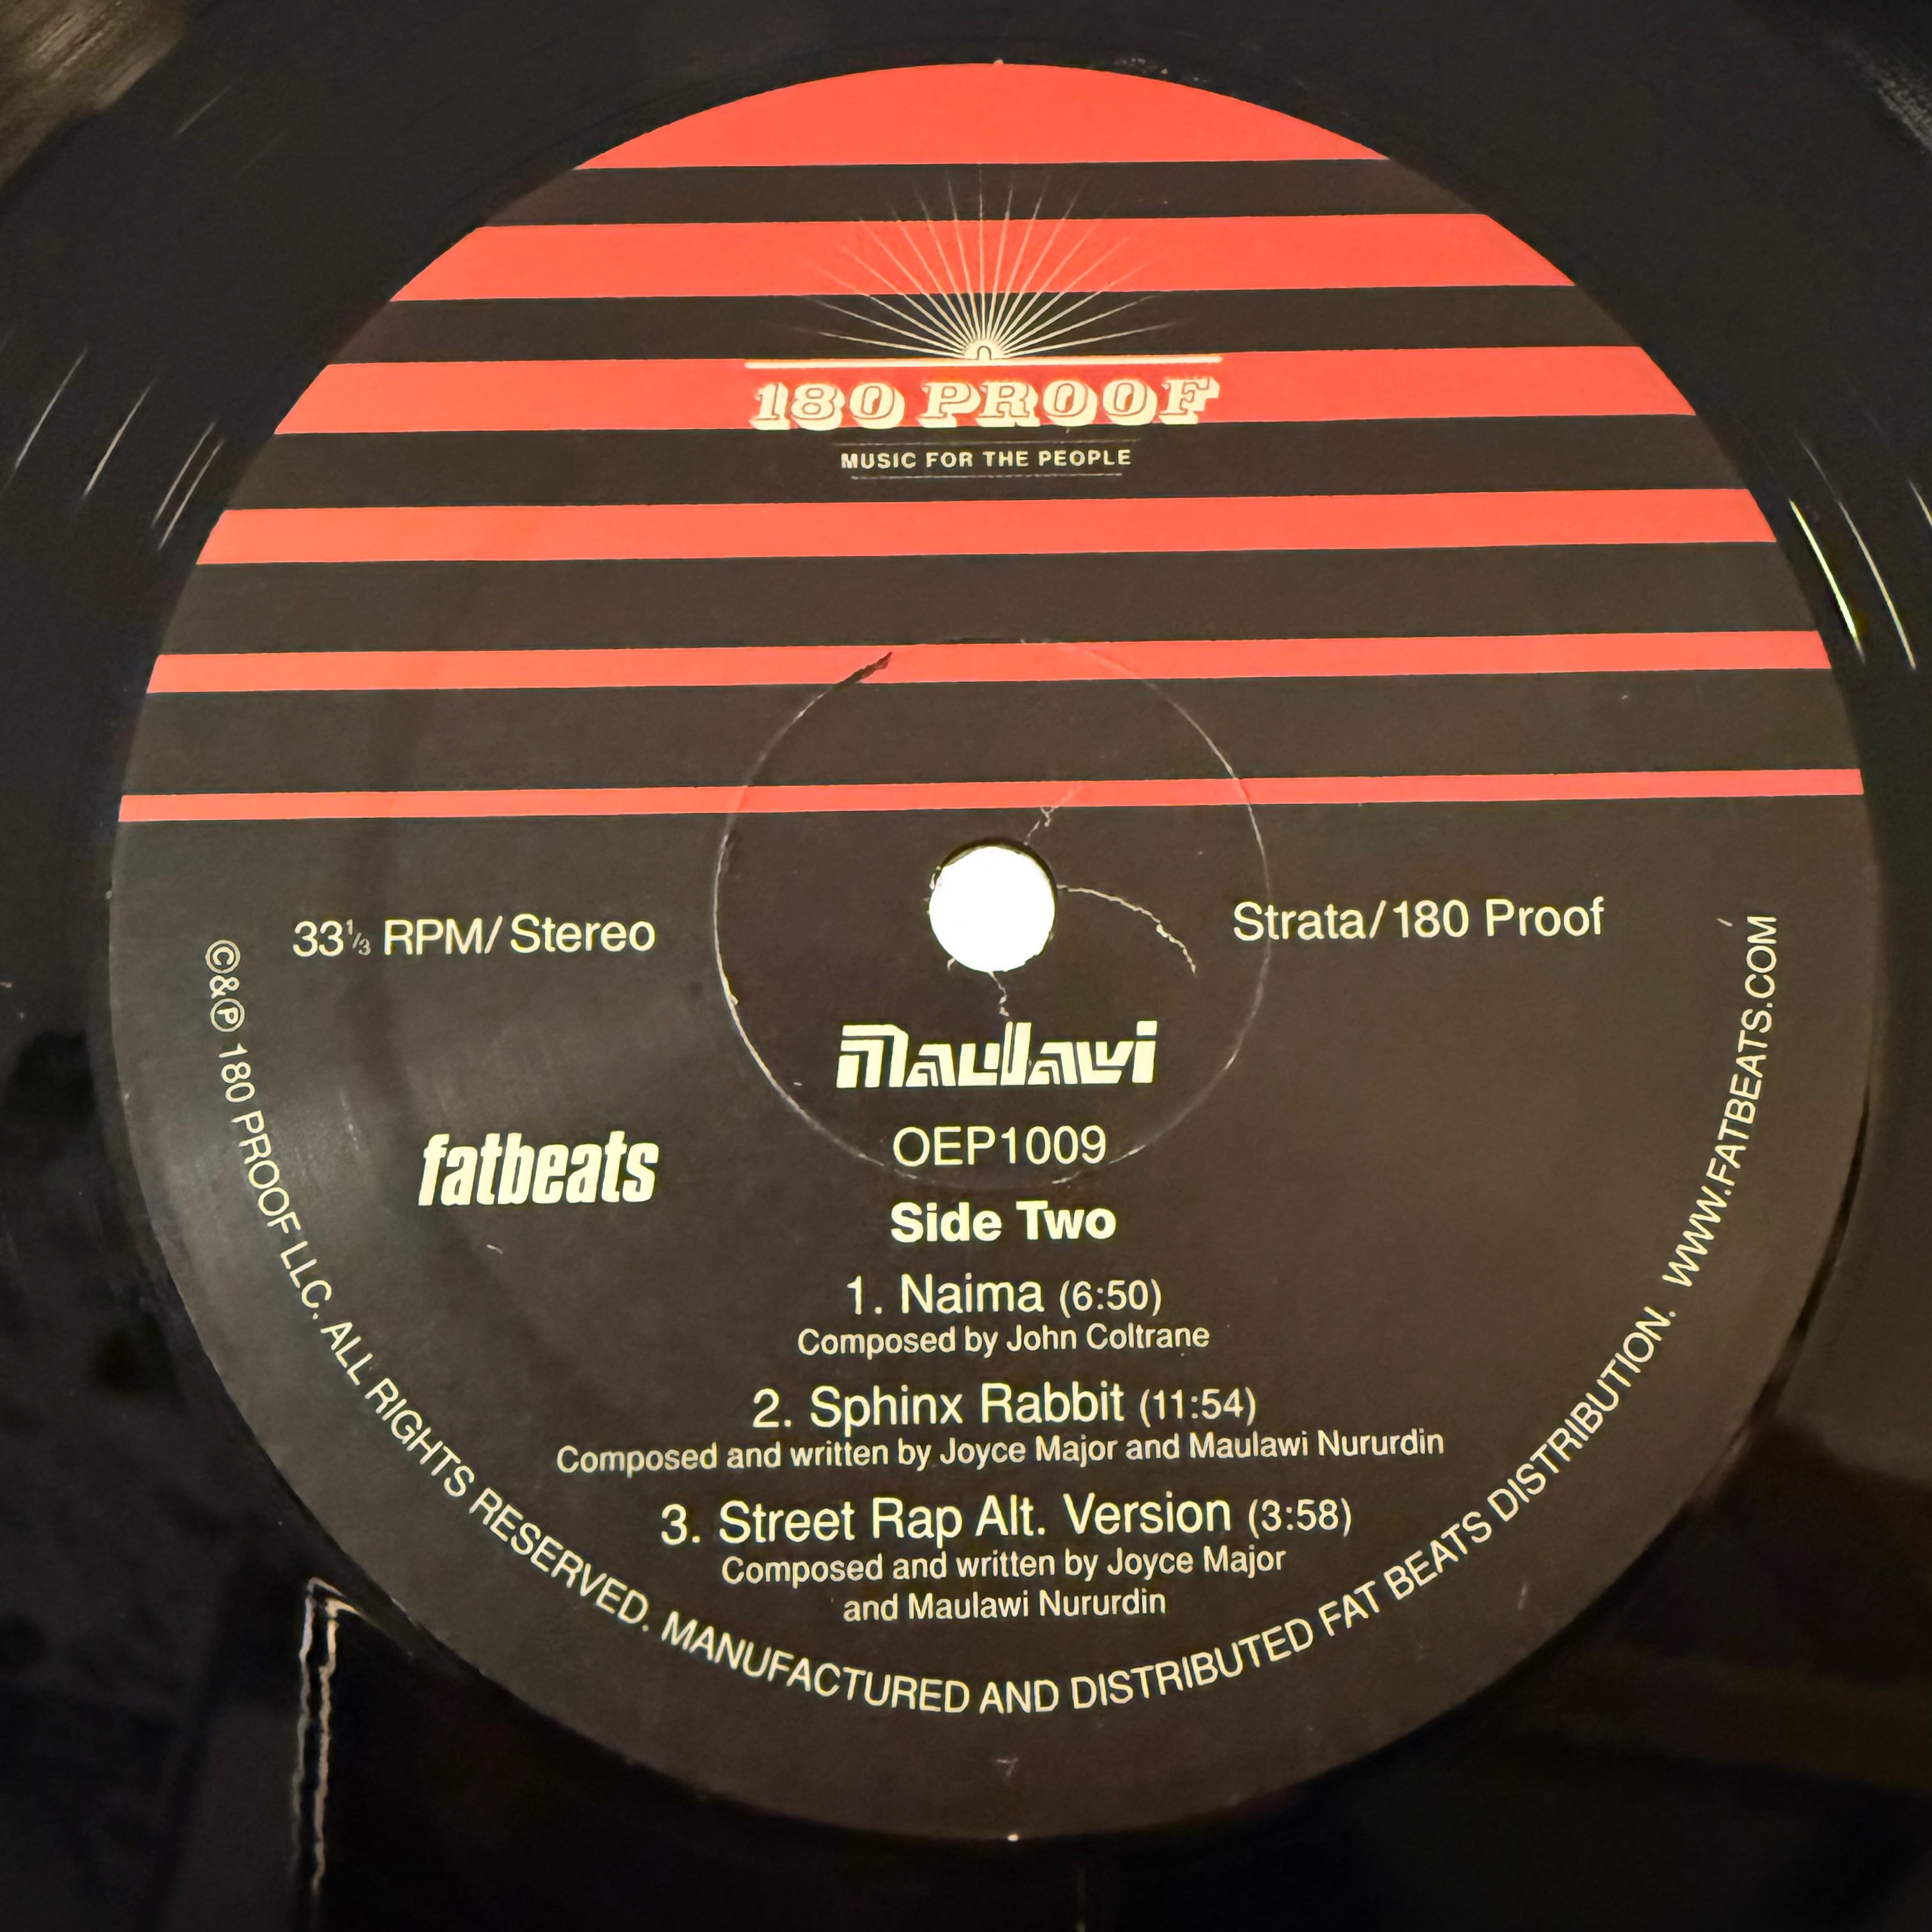 180 PROOF
MUSIC FOR THE PEOPLE
33⅓ RPM/Stereo
Strata/180 Proof
Maulawi
OEP1009
fatbeats
Side Two
1. Naima (6:50)
Composed by John Coltrane
2. Sphinx Rabbit (11:54)
Composed and written by Joyce Major and Maulawi Nururdin
3. Street Rap Alt. Version (3:58)
Composed and written by Joyce Major
and Maulawi Nururdin
©&℗ 180 PROOF LLC. ALL RIGHTS RESERVED. MANUFACTURED AND DISTRIBUTED FAT BEATS DISTRIBUTION. WWW.FATBEATS.COM